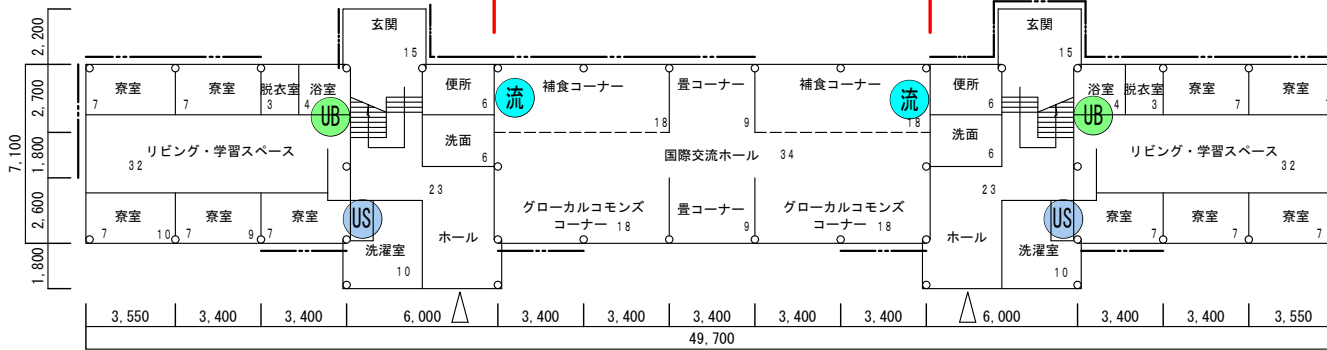 2,200
2,700
1,800
2,600
1,800
7,100
玄関
15
寮室
7
寮室
7
脱衣室
3
浴室
4
UB
便所
6
流
補食コーナー
18
畳コーナー
9
補食コーナー
18
流
便所
6
玄関
15
UB
浴室
4
脱衣室
3
寮室
7
寮室
リビング・学習スペース
32
洗面
6
国際交流ホール 34
洗面
6
リビング・学習スペース
32
寮室
7
10
寮室
7
9
寮室
7
US
23
洗濯室
10
ホール
グローカルコモンズ
コーナー 18
畳コーナー
9
グローカルコモンズ
コーナー 18
23
ホール
US
洗濯室
10
寮室
7
寮室
7
寮室
7
3,550
3,400
3,400
6,000
3,400
3,400
3,400
3,400
3,400
6,000
3,400
3,400
3,550
49,700